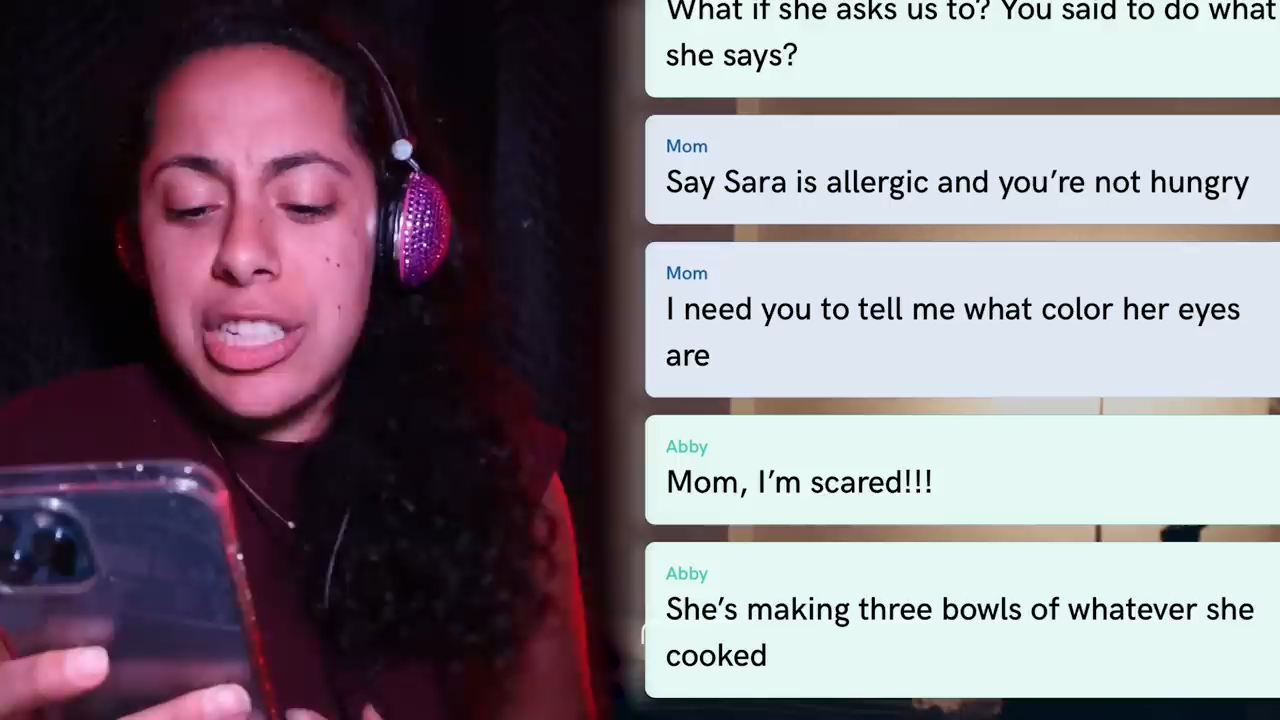 What if she asks us to? You said to do what
she says?
Mom
Say Sara is allergic and you’re not hungry
Mom
I need you to tell me what color her eyes
are
Abby
Mom, I’m scared!!!
Abby
She’s making three bowls of whatever she
cooked